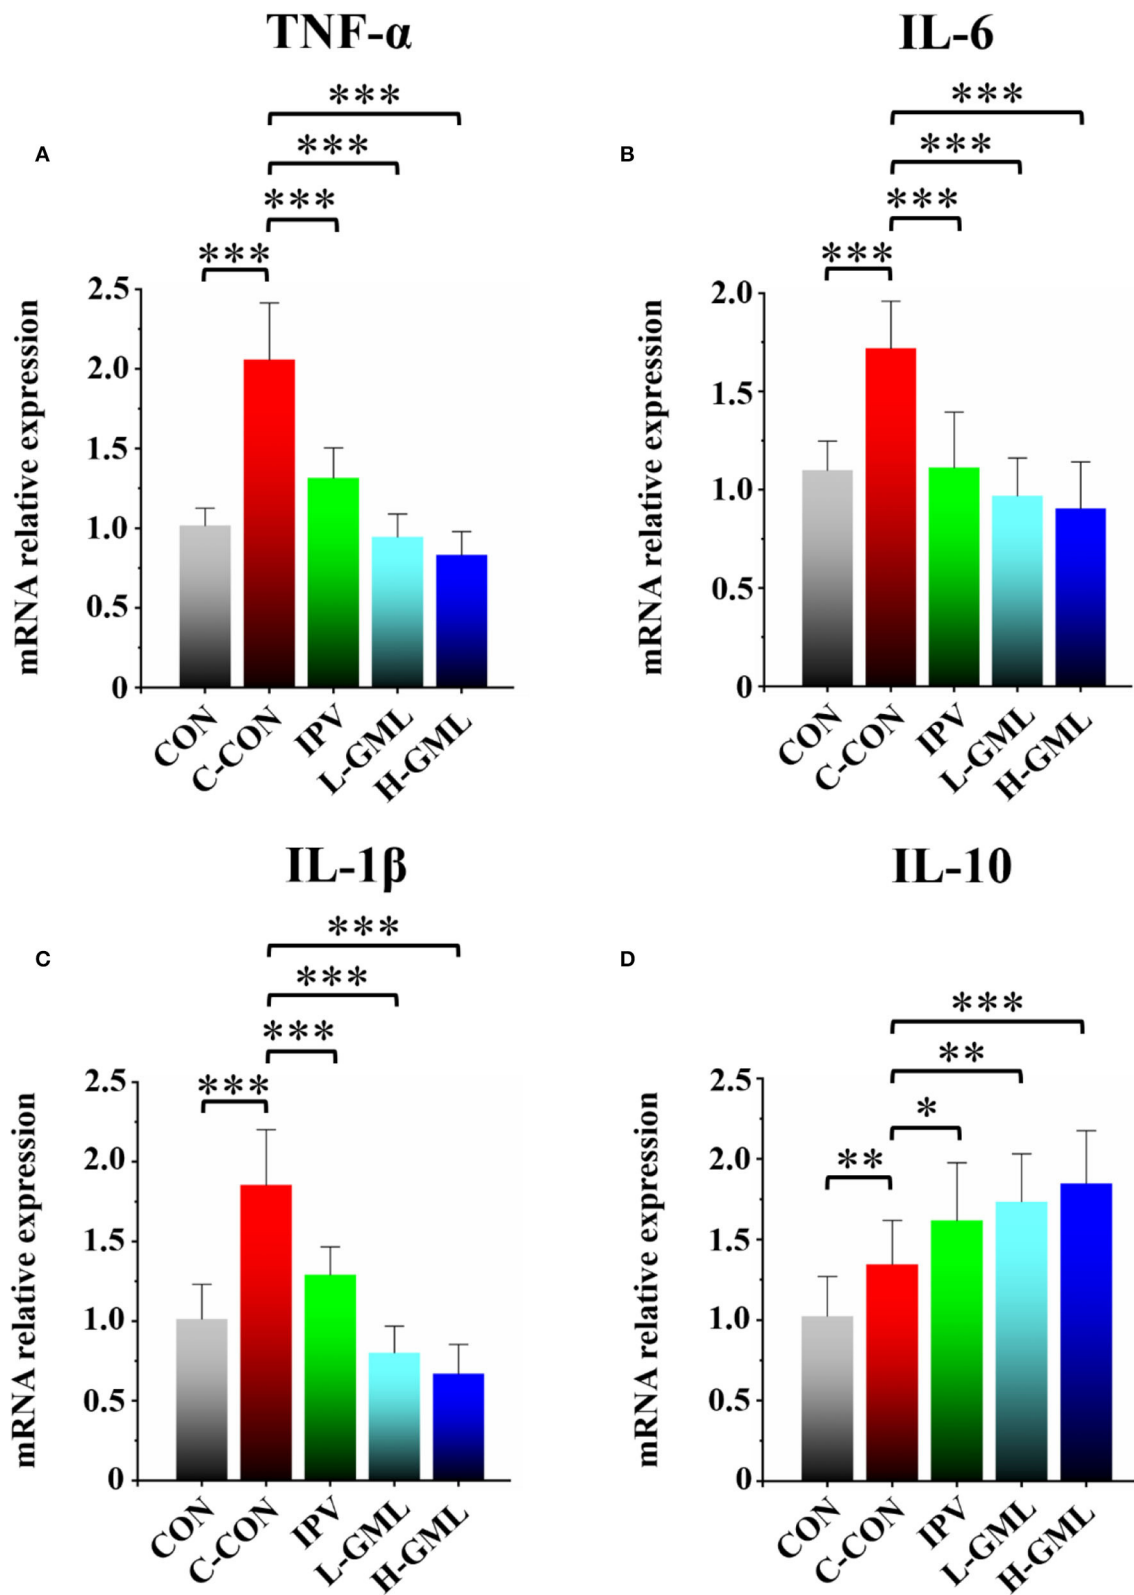 TNF-α
A
***
***
***
***
mRNA relative expression
2.5
2.0
1.5
1.0
0.5
0
CON
C-CON
IPV
L-GML
H-GML
IL-6
B
***
***
***
***
mRNA relative expression
2.0
1.5
1.0
0.5
0
CON
C-CON
IPV
L-GML
H-GML
IL-1β
C
***
***
***
***
mRNA relative expression
2.5
2.0
1.5
1.0
0.5
0
CON
C-CON
IPV
L-GML
H-GML
IL-10
D
***
**
*
**
mRNA relative expression
2.5
2.0
1.5
1.0
0.5
0
CON
C-CON
IPV
L-GML
H-GML